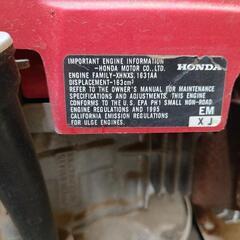 IMPORTANT ENGINE INFORMATION
-HONDA MOTOR CO.,LTD.
HONDA
ENGINE FAMILY-XHNXS.1631AA
DISPLACEMENT-163cm³
REFER TO THE OWNER'S MANUAL FOR MAINTENANCE
SPECIFICATIONS AND ADJUSTMENTS. THIS ENGINE
CONFORMS TO U.S. EPA PH1 SMALL NON-ROAD
ENGINE REGULATIONS AND 1995
CALIFORNIA EMISSION REGULATIONS
FOR ULGE ENGINES.
EM
X J